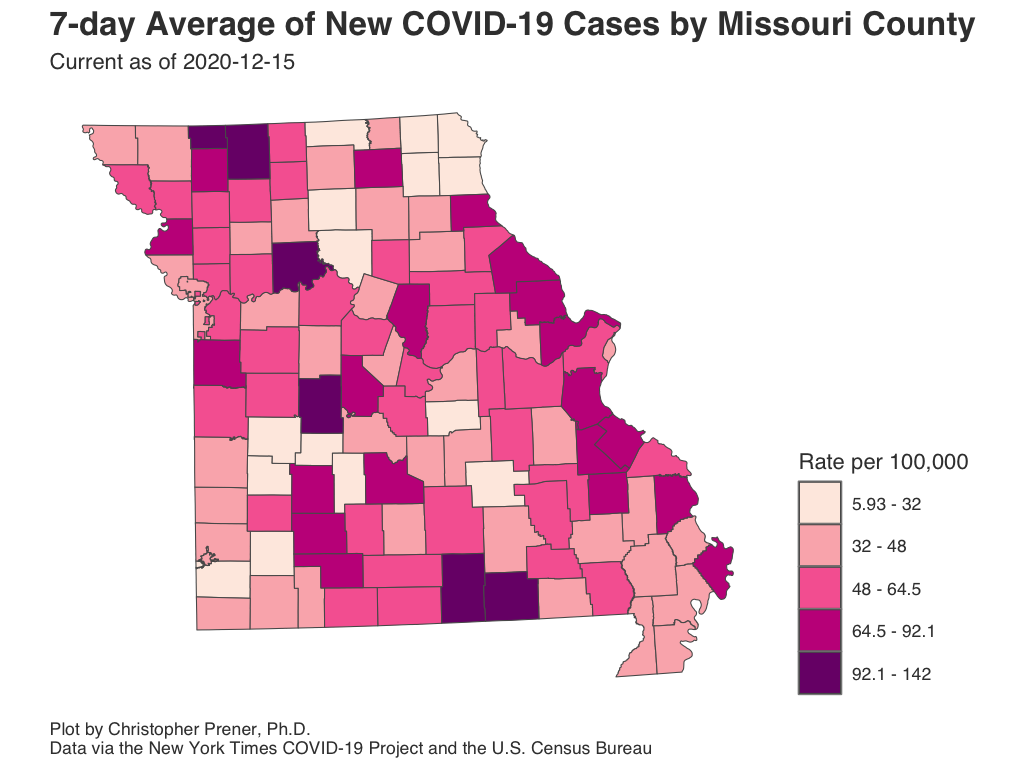 7-day Average of New COVID-19 Cases by Missouri County
Current as of 2020-12-15
Rate per 100,000
5.93 - 32
32 - 48
48 - 64.5
64.5 - 92.1
92.1 - 142
Plot by Christopher Prener, Ph.D.
Data via the New York Times COVID-19 Project and the U.S. Census Bureau